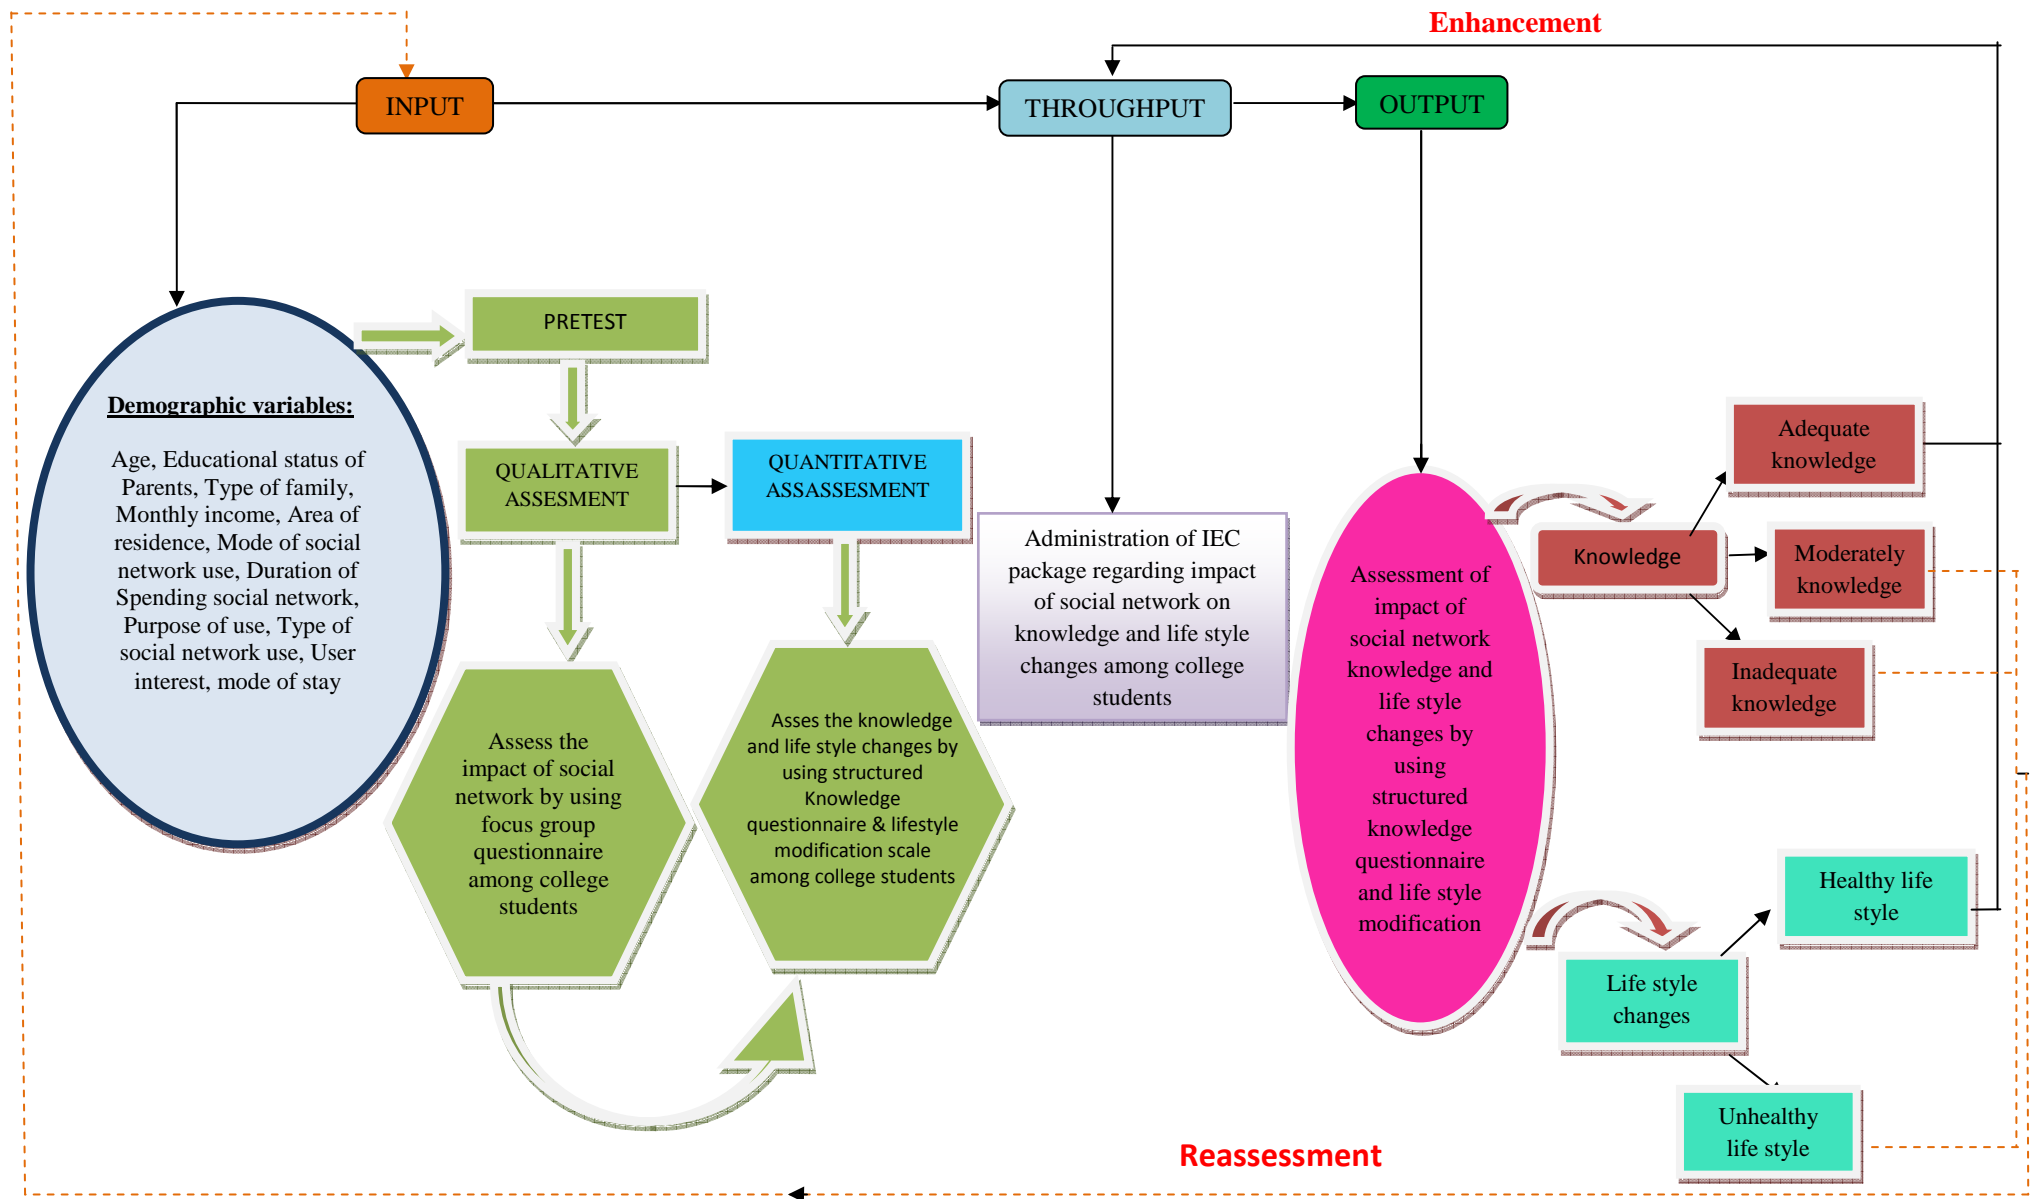 Enhancement
INPUT
THROUGHPUT
OUTPUT
Demographic variables:
Age, Educational status of
Parents, Type of family,
Monthly income, Area of
residence, Mode of social
network use, Duration of
Spending social network,
Purpose of use, Type of
social network use, User
interest, mode of stay
PRETEST
QUALITATIVE
ASSESMENT
QUANTITATIVE
ASSASSESMENT
Assess the
impact of social
network by using
focus group
questionnaire
among college
students
Asses the knowledge
and life style changes by
using structured
Knowledge
questionnaire & lifestyle
modification scale
among college students
Administration of IEC
package regarding impact
of social network on
knowledge and life style
changes among college
students
Assessment of
impact of
social network
knowledge and
life style
changes by
using
structured
knowledge
questionnaire
and life style
modification
Knowledge
Adequate
knowledge
Moderately
knowledge
Inadequate
knowledge
Life style
changes
Healthy life
style
Unhealthy
life style
Reassessment